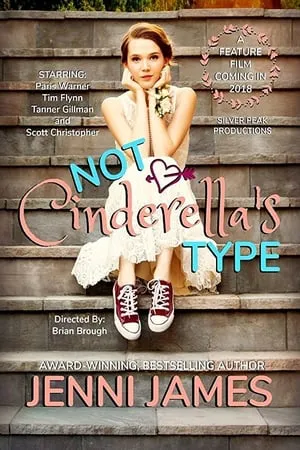 STARRING:
Paris Warner
Tim Flynn
Tanner Gillman
and
Scott Christopher
A
FEATURE
FILM
COMING IN
2018
SILVER PEAK
PRODUCTIONS
NOT
Cinderella's
TYPE
Directed By:
Brian Brough
AWARD-WINNING, BESTSELLING AUTHOR
JENNI JAMES